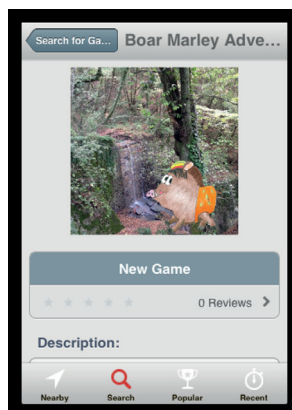 Search for Ga...
Boar Marley Adve...
New Game
0 Reviews
Description:
Nearby
Search
Popular
Recent